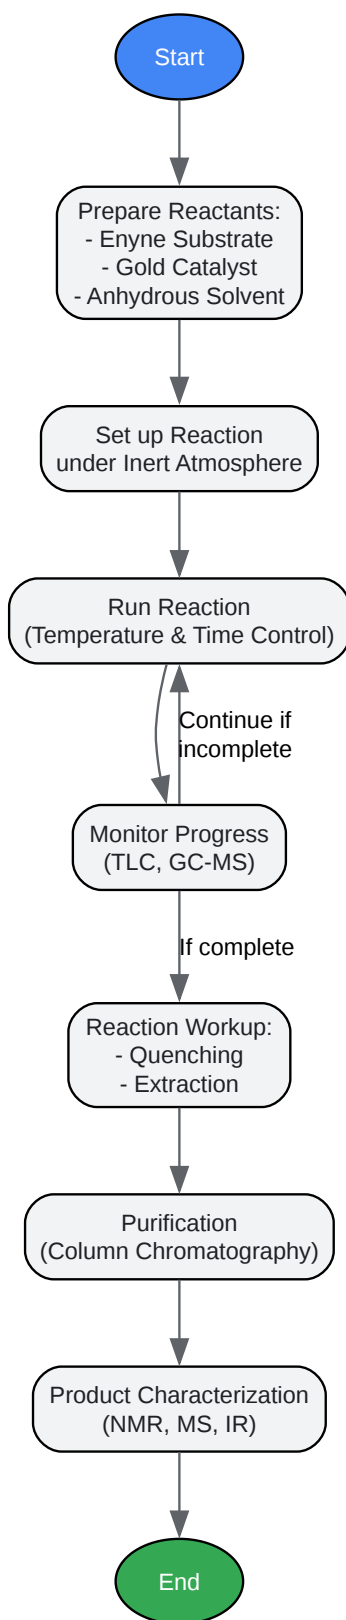 Start
Prepare Reactants:
- Enyne Substrate
- Gold Catalyst
- Anhydrous Solvent
Set up Reaction
under Inert Atmosphere
Run Reaction
(Temperature & Time Control)
Continue if
incomplete
Monitor Progress
(TLC, GC-MS)
If complete
Reaction Workup:
- Quenching
- Extraction
Purification
(Column Chromatography)
Product Characterization
(NMR, MS, IR)
End